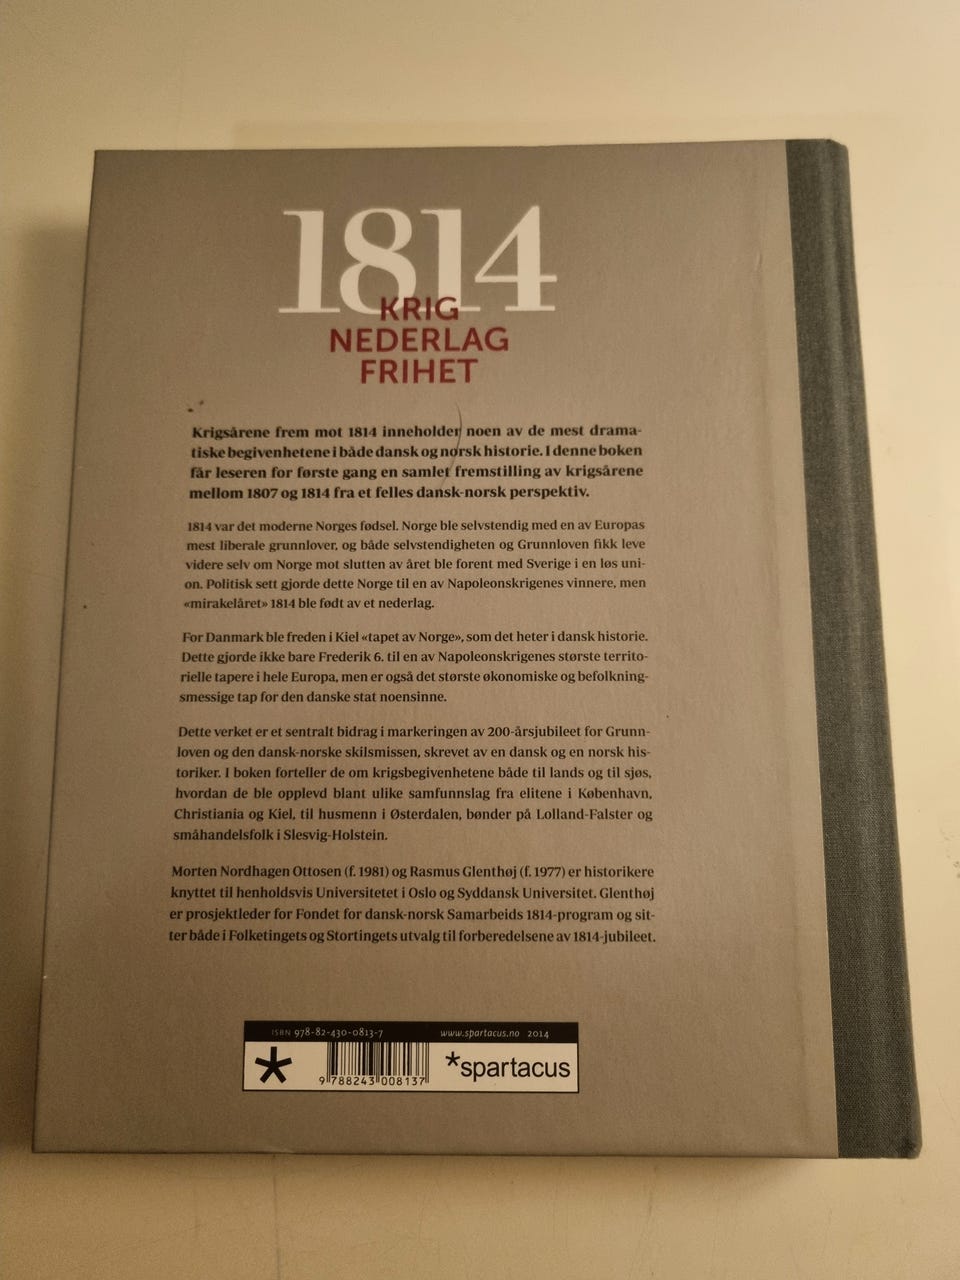 1814
KRIG
NEDERLAG
FRIHET
Krigsårene frem mot 1814 inneholder noen av de mest drama-
tiske begivenhetene i både dansk og norsk historie. I denne boken
får leseren for første gang en samlet fremstilling av krigsårene
mellom 1807 og 1814 fra et felles dansk-norsk perspektiv.
1814 var det moderne Norges fødsel. Norge ble selvstendig med en av Europas
mest liberale grunnlover, og både selvstendigheten og Grunnloven fikk leve
videre selv om Norge mot slutten av året ble forent med Sverige i en løs uni-
on. Politisk sett gjorde dette Norge til en av Napoleonskrigenes vinnere, men
«mirakelåret» 1814 ble født av et nederlag.
For Danmark ble freden i Kiel «tapet av Norge», som det heter i dansk historie.
Dette gjorde ikke bare Frederik 6. til en av Napoleonskrigenes største territo-
rielle tapere i hele Europa, men er også det største økonomiske og befolknings-
messige tap for den danske stat noensinne.
Dette verket er et sentralt bidrag i markeringen av 200-årsjubileet for Grunn-
loven og den dansk-norske skilsmissen, skrevet av en dansk og en norsk his-
toriker. I boken forteller de om krigsbegivenhetene både til lands og til sjøs,
hvordan de ble opplevd blant ulike samfunnslag fra elitene i København,
Christiania og Kiel, til husmenn i Østerdalen, bønder på Lolland-Falster og
småhandelsfolk i Slesvig-Holstein.
Morten Nordhagen Ottosen (f. 1981) og Rasmus Glenthøj (f. 1977) er historikere
knyttet til henholdsvis Universitetet i Oslo og Syddansk Universitet. Glenthøj
er prosjektleder for Fondet for dansk-norsk Samarbeids 1814-program og sit-
ter både i Folketingets og Stortingets utvalg til forberedelsene av 1814-jubileet.
ISBN 978-82-430-0813-7 www.spartacus.no 2014
*spartacus
9 788243 008137